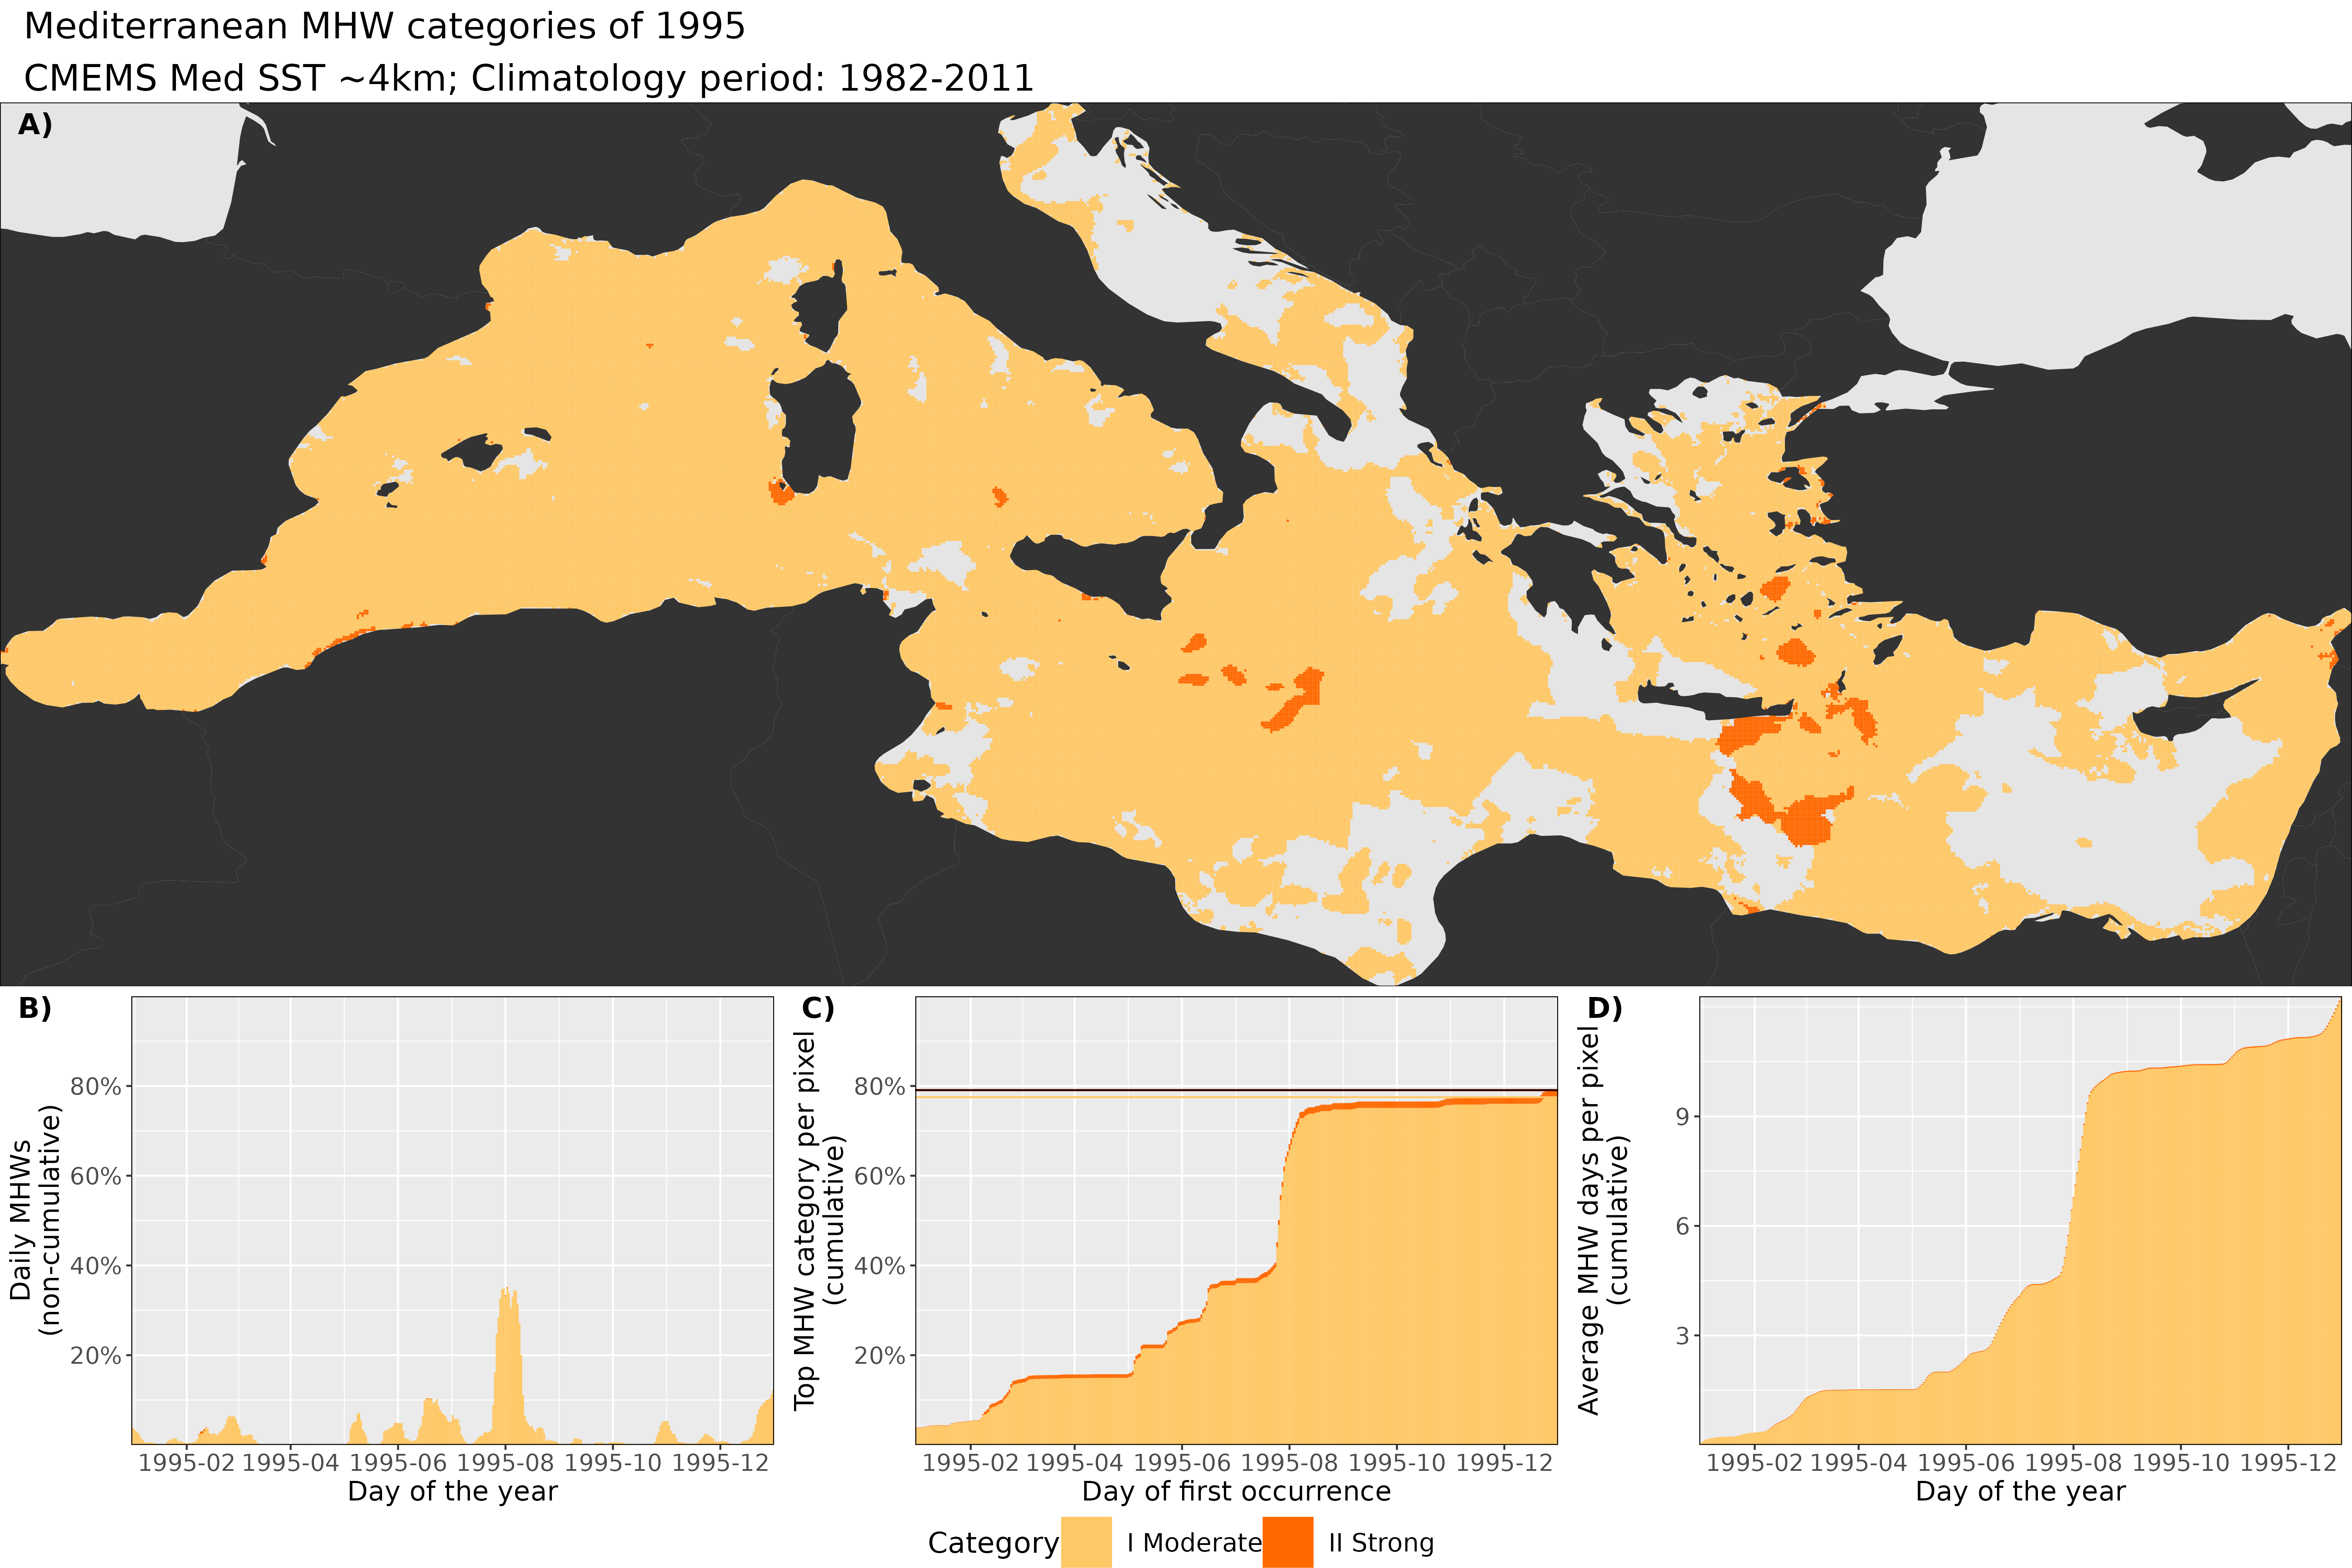 Mediterranean MHW categories of 1995
CMEMS Med SST ~4km; Climatology period: 1982-2011
A)
B)
Daily MHWs
(non-cumulative)
80%
60%
40%
20%
1995-02 1995-04 1995-06 1995-08 1995-10 1995-12
Day of the year
C)
Top MHW category per pixel
(cumulative)
80%
60%
40%
20%
1995-02 1995-04 1995-06 1995-08 1995-10 1995-12
Day of first occurrence
D)
Average MHW days per pixel
(cumulative)
9
6
3
1995-02 1995-04 1995-06 1995-08 1995-10 1995-12
Day of the year
Category I Moderate II Strong